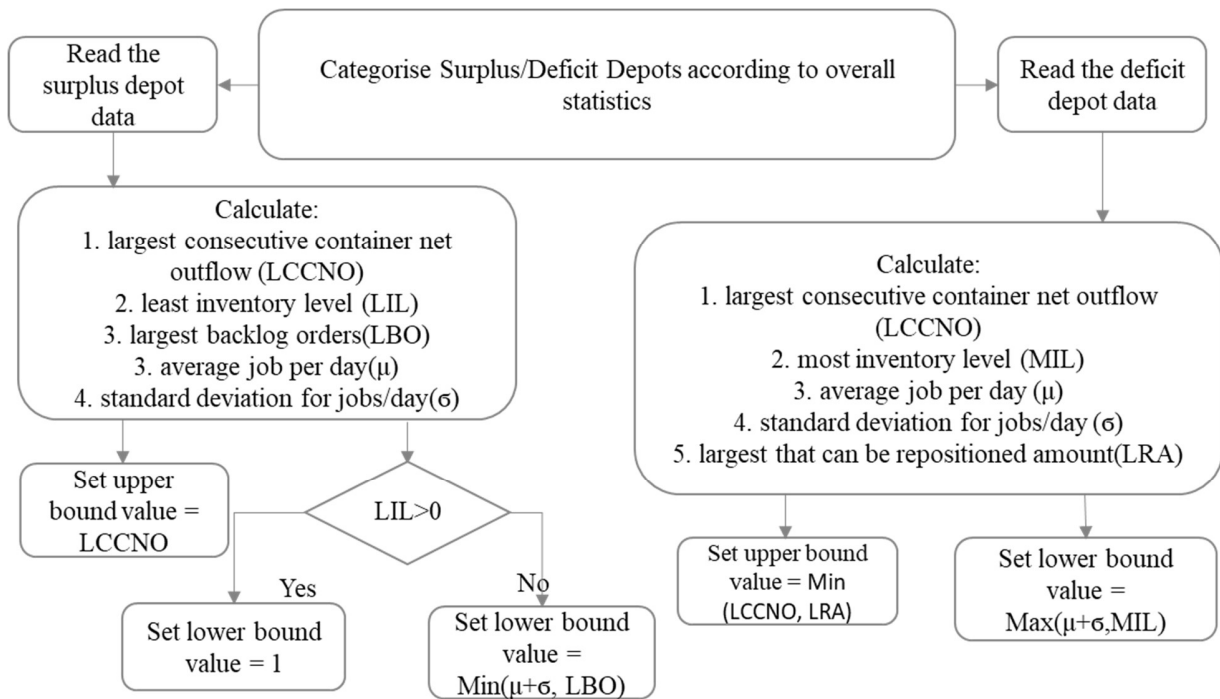 Read the
surplus depot
data
Categorise Surplus/Deficit Depots according to overall
statistics
Read the deficit
depot data
Calculate:
1. largest consecutive container net
outflow (LCCNO)
2. least inventory level (LIL)
3. largest backlog orders(LBO)
3. average job per day(μ)
4. standard deviation for jobs/day(ϭ)
Calculate:
1. largest consecutive container net outflow
(LCCNO)
2. most inventory level (MIL)
3. average job per day (μ)
4. standard deviation for jobs/day (ϭ)
5. largest that can be repositioned amount(LRA)
Set upper
bound value =
LCCNO
LIL>0
Yes
No
Set lower bound
value = 1
Set lower bound
value =
Min(μ+ϭ, LBO)
Set upper bound
value = Min
(LCCNO, LRA)
Set lower bound
value =
Max(μ+ϭ,MIL)